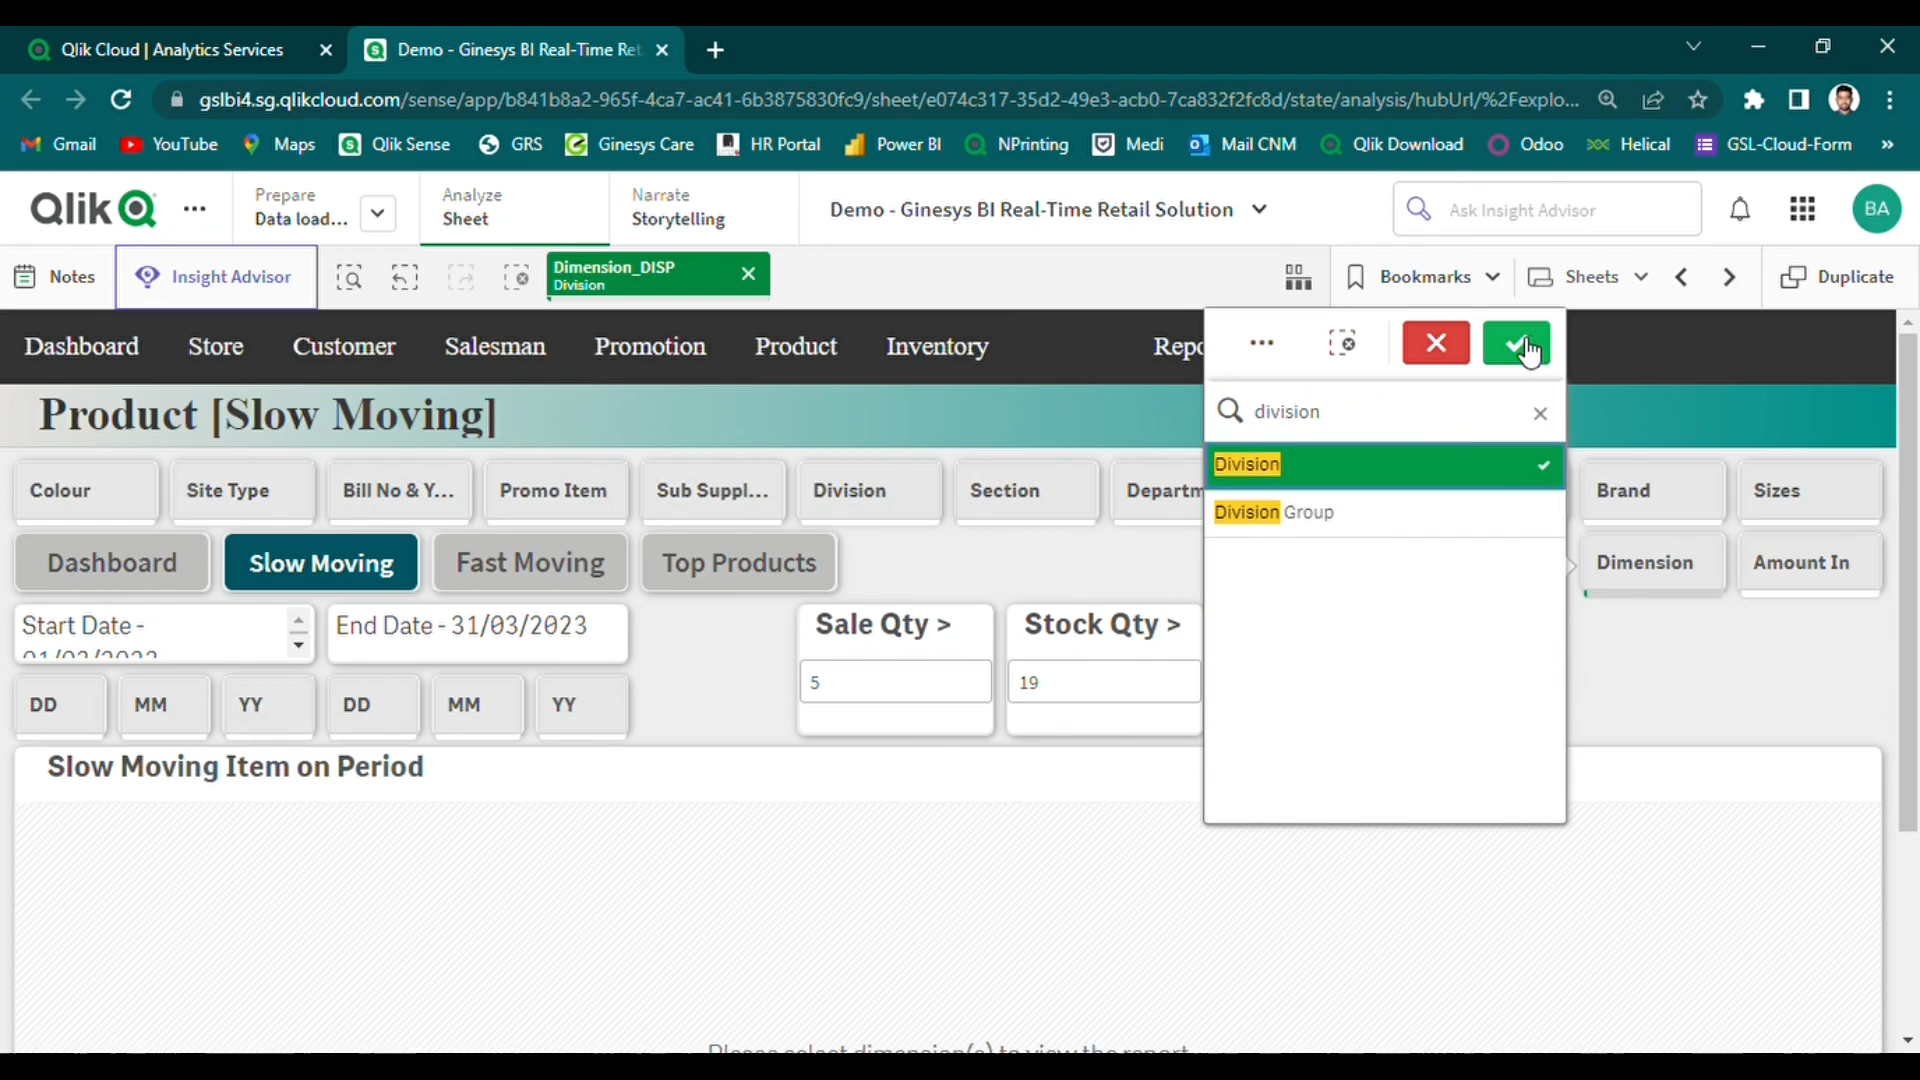 Qlik Cloud | Analytics Services
Demo - Ginesys BI Real-Time Ret
gslbi4.sg.qlikcloud.com/sense/app/b841b8a2-965f-4ca7-ac41-6b3875830fc9/sheet/e074c317-35d2-49e3-acb0-7ca832f2fc8d/state/analysis/hubUrl/%2Fexplo...
Gmail YouTube Maps Qlik Sense GRS Ginesys Care HR Portal Power BI NPrinting Medi Mail CNM Qlik Download Odoo Helical GSL-Cloud-Form »
Qlik
Prepare
Data load...
Analyze
Sheet
Narrate
Storytelling
Demo - Ginesys BI Real-Time Retail Solution
Ask Insight Advisor
BA
Notes
Insight Advisor
Dimension_DISP
Division
Bookmarks
Sheets
Duplicate
Dashboard Store Customer Salesman Promotion Product Inventory Repo
Product [Slow Moving]
division
Division
Division Group
Colour Site Type Bill No & Y... Promo Item Sub Suppl... Division Section Departm Brand Sizes
Dashboard Slow Moving Fast Moving Top Products Dimension Amount In
Start Date -
End Date - 31/03/2023
Sale Qty >
5
Stock Qty >
19
DD MM YY DD MM YY
Slow Moving Item on Period
Please select dimension(s) to view the report